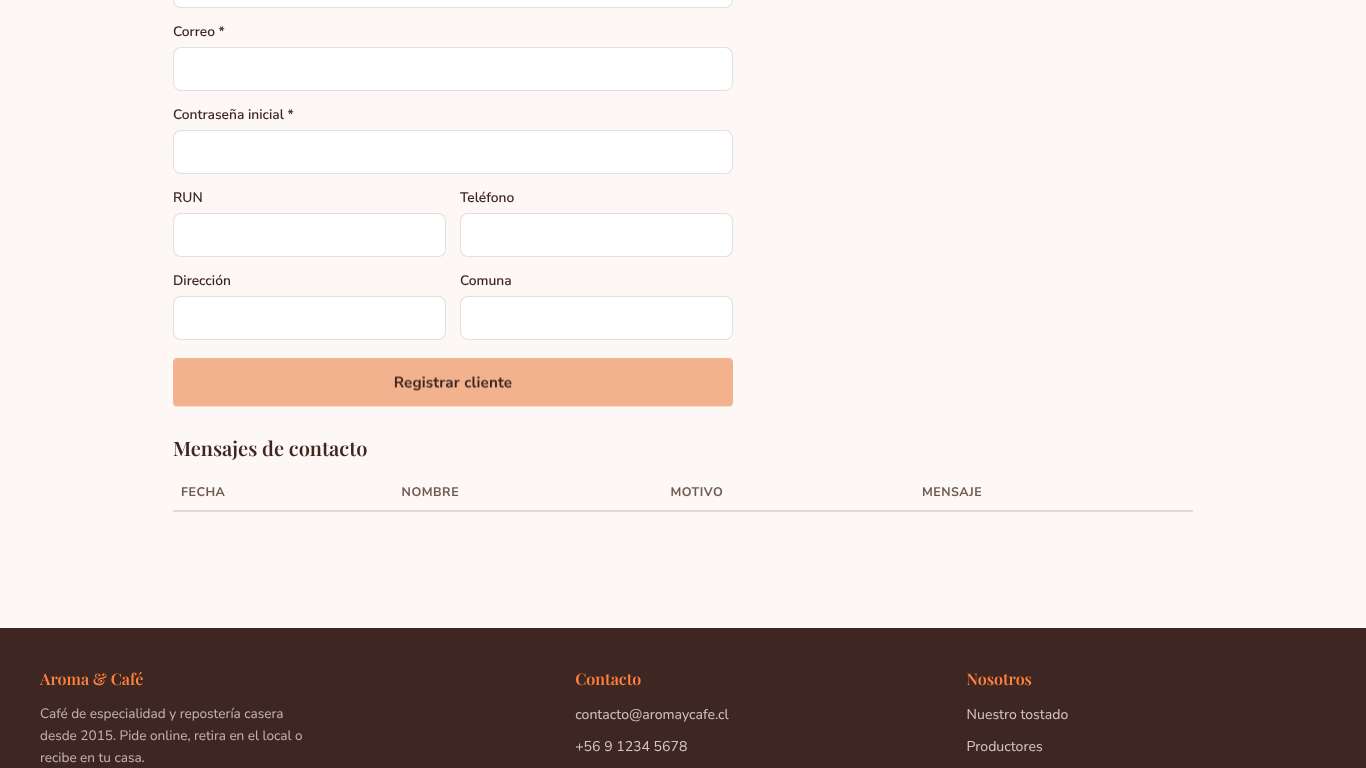 Correo *
Contraseña inicial *
RUN
Teléfono
Dirección
Comuna
Registrar cliente
Mensajes de contacto
FECHA NOMBRE MOTIVO MENSAJE
Aroma & Café
Café de especialidad y repostería casera
desde 2015. Pide online, retira en el local o
recibe en tu casa.
Contacto
contacto@aromaycafe.cl
+56 9 1234 5678
Nosotros
Nuestro tostado
Productores